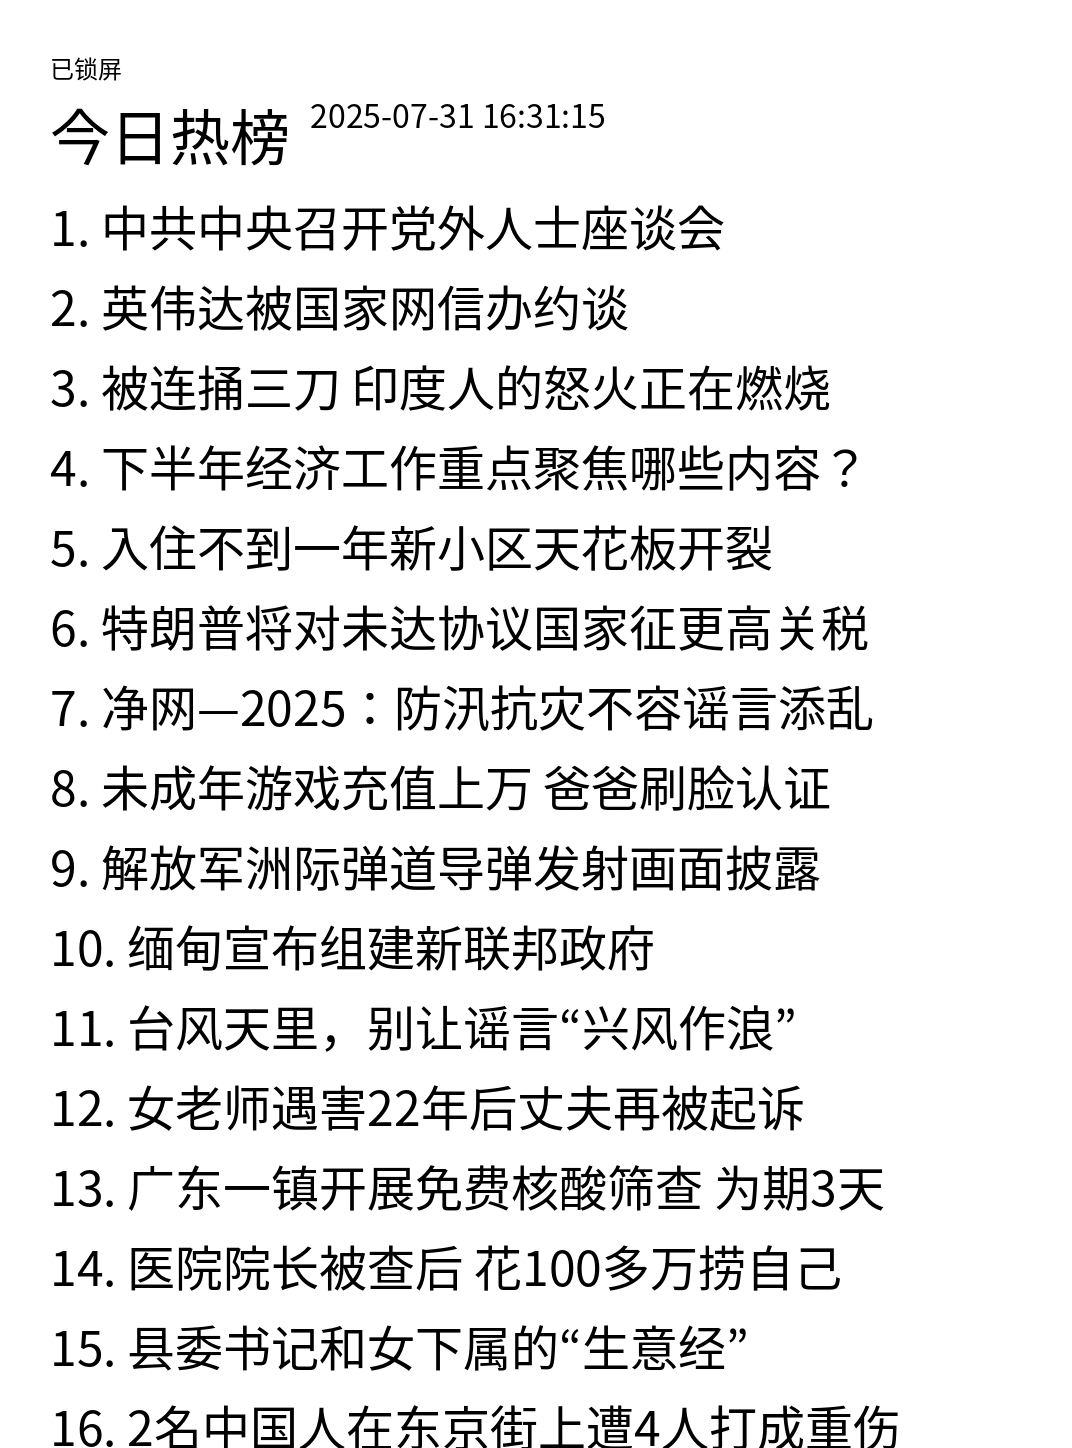 已锁屏
今日热榜 2025-07-31 16:31:15
1. 中共中央召开党外人士座谈会
2. 英伟达被国家网信办约谈
3. 被连捅三刀 印度人的怒火正在燃烧
4. 下半年经济工作重点聚焦哪些内容？
5. 入住不到一年新小区天花板开裂
6. 特朗普将对未达协议国家征更高关税
7. 净网—2025：防汛抗灾不容谣言添乱
8. 未成年游戏充值上万 爸爸刷脸认证
9. 解放军洲际弹道导弹发射画面披露
10. 缅甸宣布组建新联邦政府
11. 台风天里，别让谣言“兴风作浪”
12. 女老师遇害22年后丈夫再被起诉
13. 广东一镇开展免费核酸筛查 为期3天
14. 医院院长被查后 花100多万捞自己
15. 县委书记和女下属的“生意经”
16. 2名中国人在东京街上遭4人打成重伤